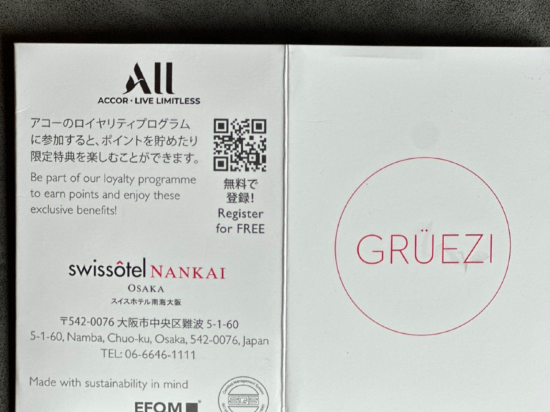 All
ACCOR · LIVE LIMITLESS
アコーのロイヤリティプログラム
に参加すると、ポイントを貯めたり
限定特典を楽しむことができます。
Be part of our loyalty programme
to earn points and enjoy these
exclusive benefits!
無料で
登録!
Register
for FREE
swissôtel NANKAI
OSAKA
スイスホテル南海大阪
〒542-0076 大阪市中央区難波 5-1-60
5-1-60, Namba, Chuo-ku, Osaka, 542-0076, Japan
TEL: 06-6646-1111
Made with sustainability in mind
EFOM
SGS
GRÜEZI